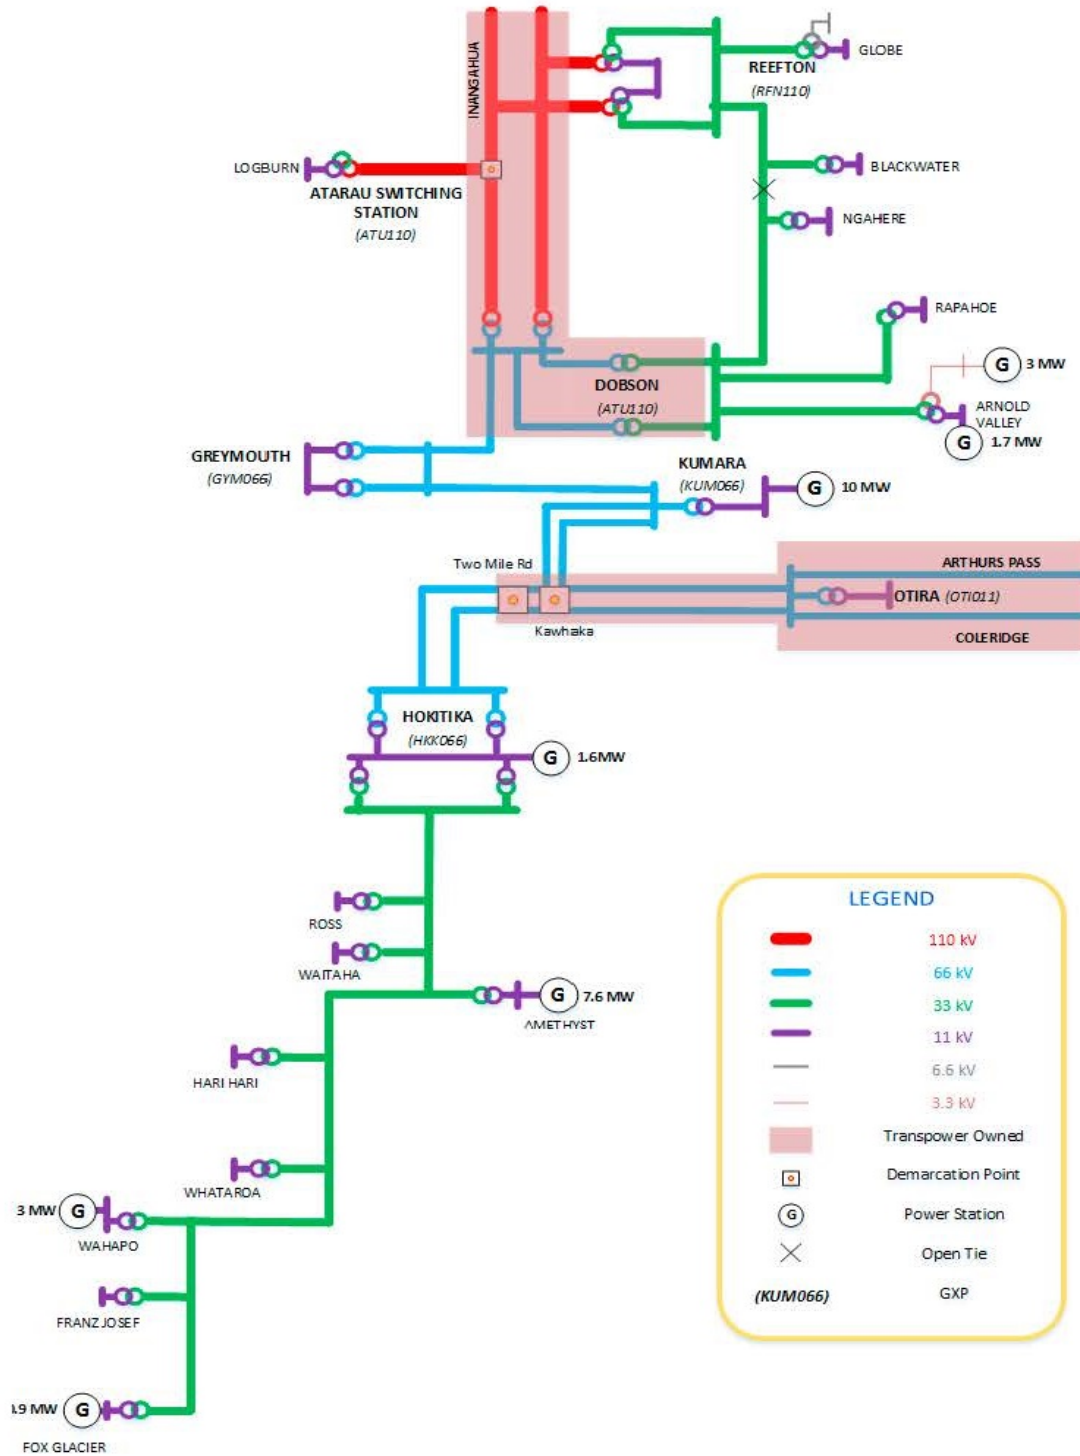 INANGAHUA
REEFTON
(RFN110)
GLOBE
LOGBURN
ATARAU SWITCHING
STATION
(ATU110)
BLACKWATER
NGAHERE
RAPAHOE
G 3 MW
DOBSON
(ATU110)
ARNOLD
VALLEY
G 1.7 MW
GREYMOUTH
(GYM066)
KUMARA
(KUM066)
G 10 MW
Two Mile Rd
Kawhaka
ARTHURS PASS
OTIRA (OTI011)
COLERIDGE
HOKITIKA
(HKK066)
G 1.6MW
ROSS
WAITAHA
G 7.6 MW
AMETHYST
HARI HARI
WHATAROA
3 MW G
WAHAPO
FRANZ JOSEF
.9 MW G
FOX GLACIER
LEGEND
110 kV
66 kV
33 kV
11 kV
6.6 kV
3.3 kV
Transpower Owned
Demarcation Point
G Power Station
Open Tie
(KUM066) GXP